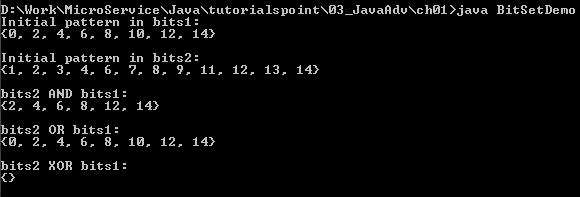 D:\Work\MicroService\Java\tutorialspoint\03_JavaAdv\ch01>java BitSetDemo
Initial pattern in bits1:
{0, 2, 4, 6, 8, 10, 12, 14}
Initial pattern in bits2:
{1, 2, 3, 4, 6, 7, 8, 9, 11, 12, 13, 14}
bits2 AND bits1:
{2, 4, 6, 8, 12, 14}
bits2 OR bits1:
{0, 2, 4, 6, 8, 10, 12, 14}
bits2 XOR bits1:
{}